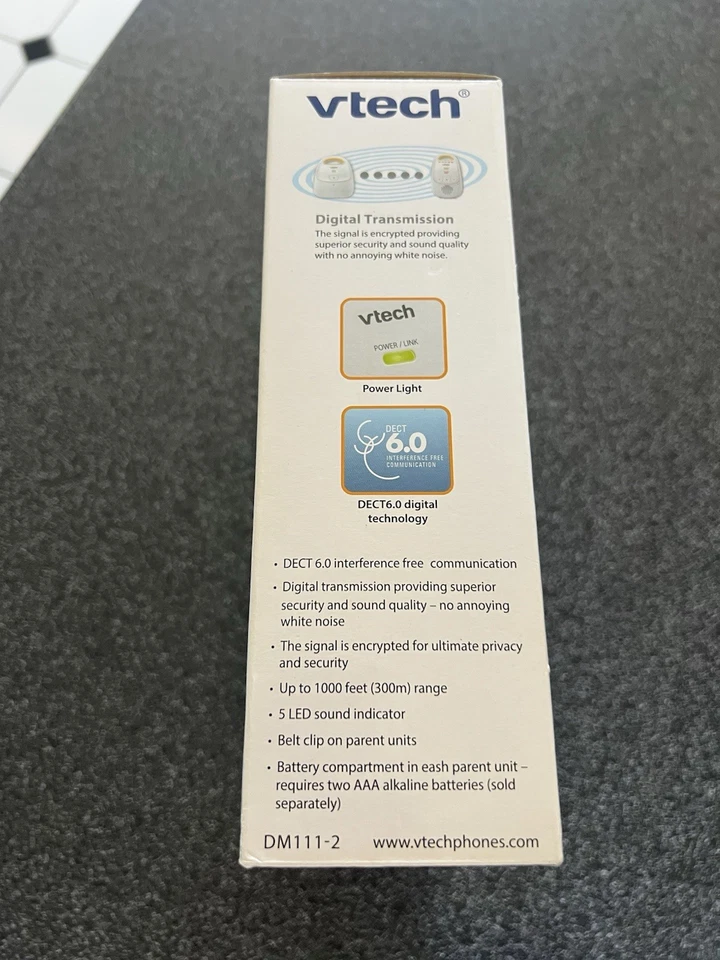 vtech®
Digital Transmission
The signal is encrypted providing
superior security and sound quality
with no annoying white noise.
vtech
POWER / LINK
Power Light
DECT
6.0
INTERFERENCE FREE
COMMUNICATION
DECT6.0 digital
technology
• DECT 6.0 interference free communication
• Digital transmission providing superior
security and sound quality – no annoying
white noise
• The signal is encrypted for ultimate privacy
and security
• Up to 1000 feet (300m) range
• 5 LED sound indicator
• Belt clip on parent units
• Battery compartment in eash parent unit –
requires two AAA alkaline batteries (sold
separately)
DM111-2 www.vtechphones.com